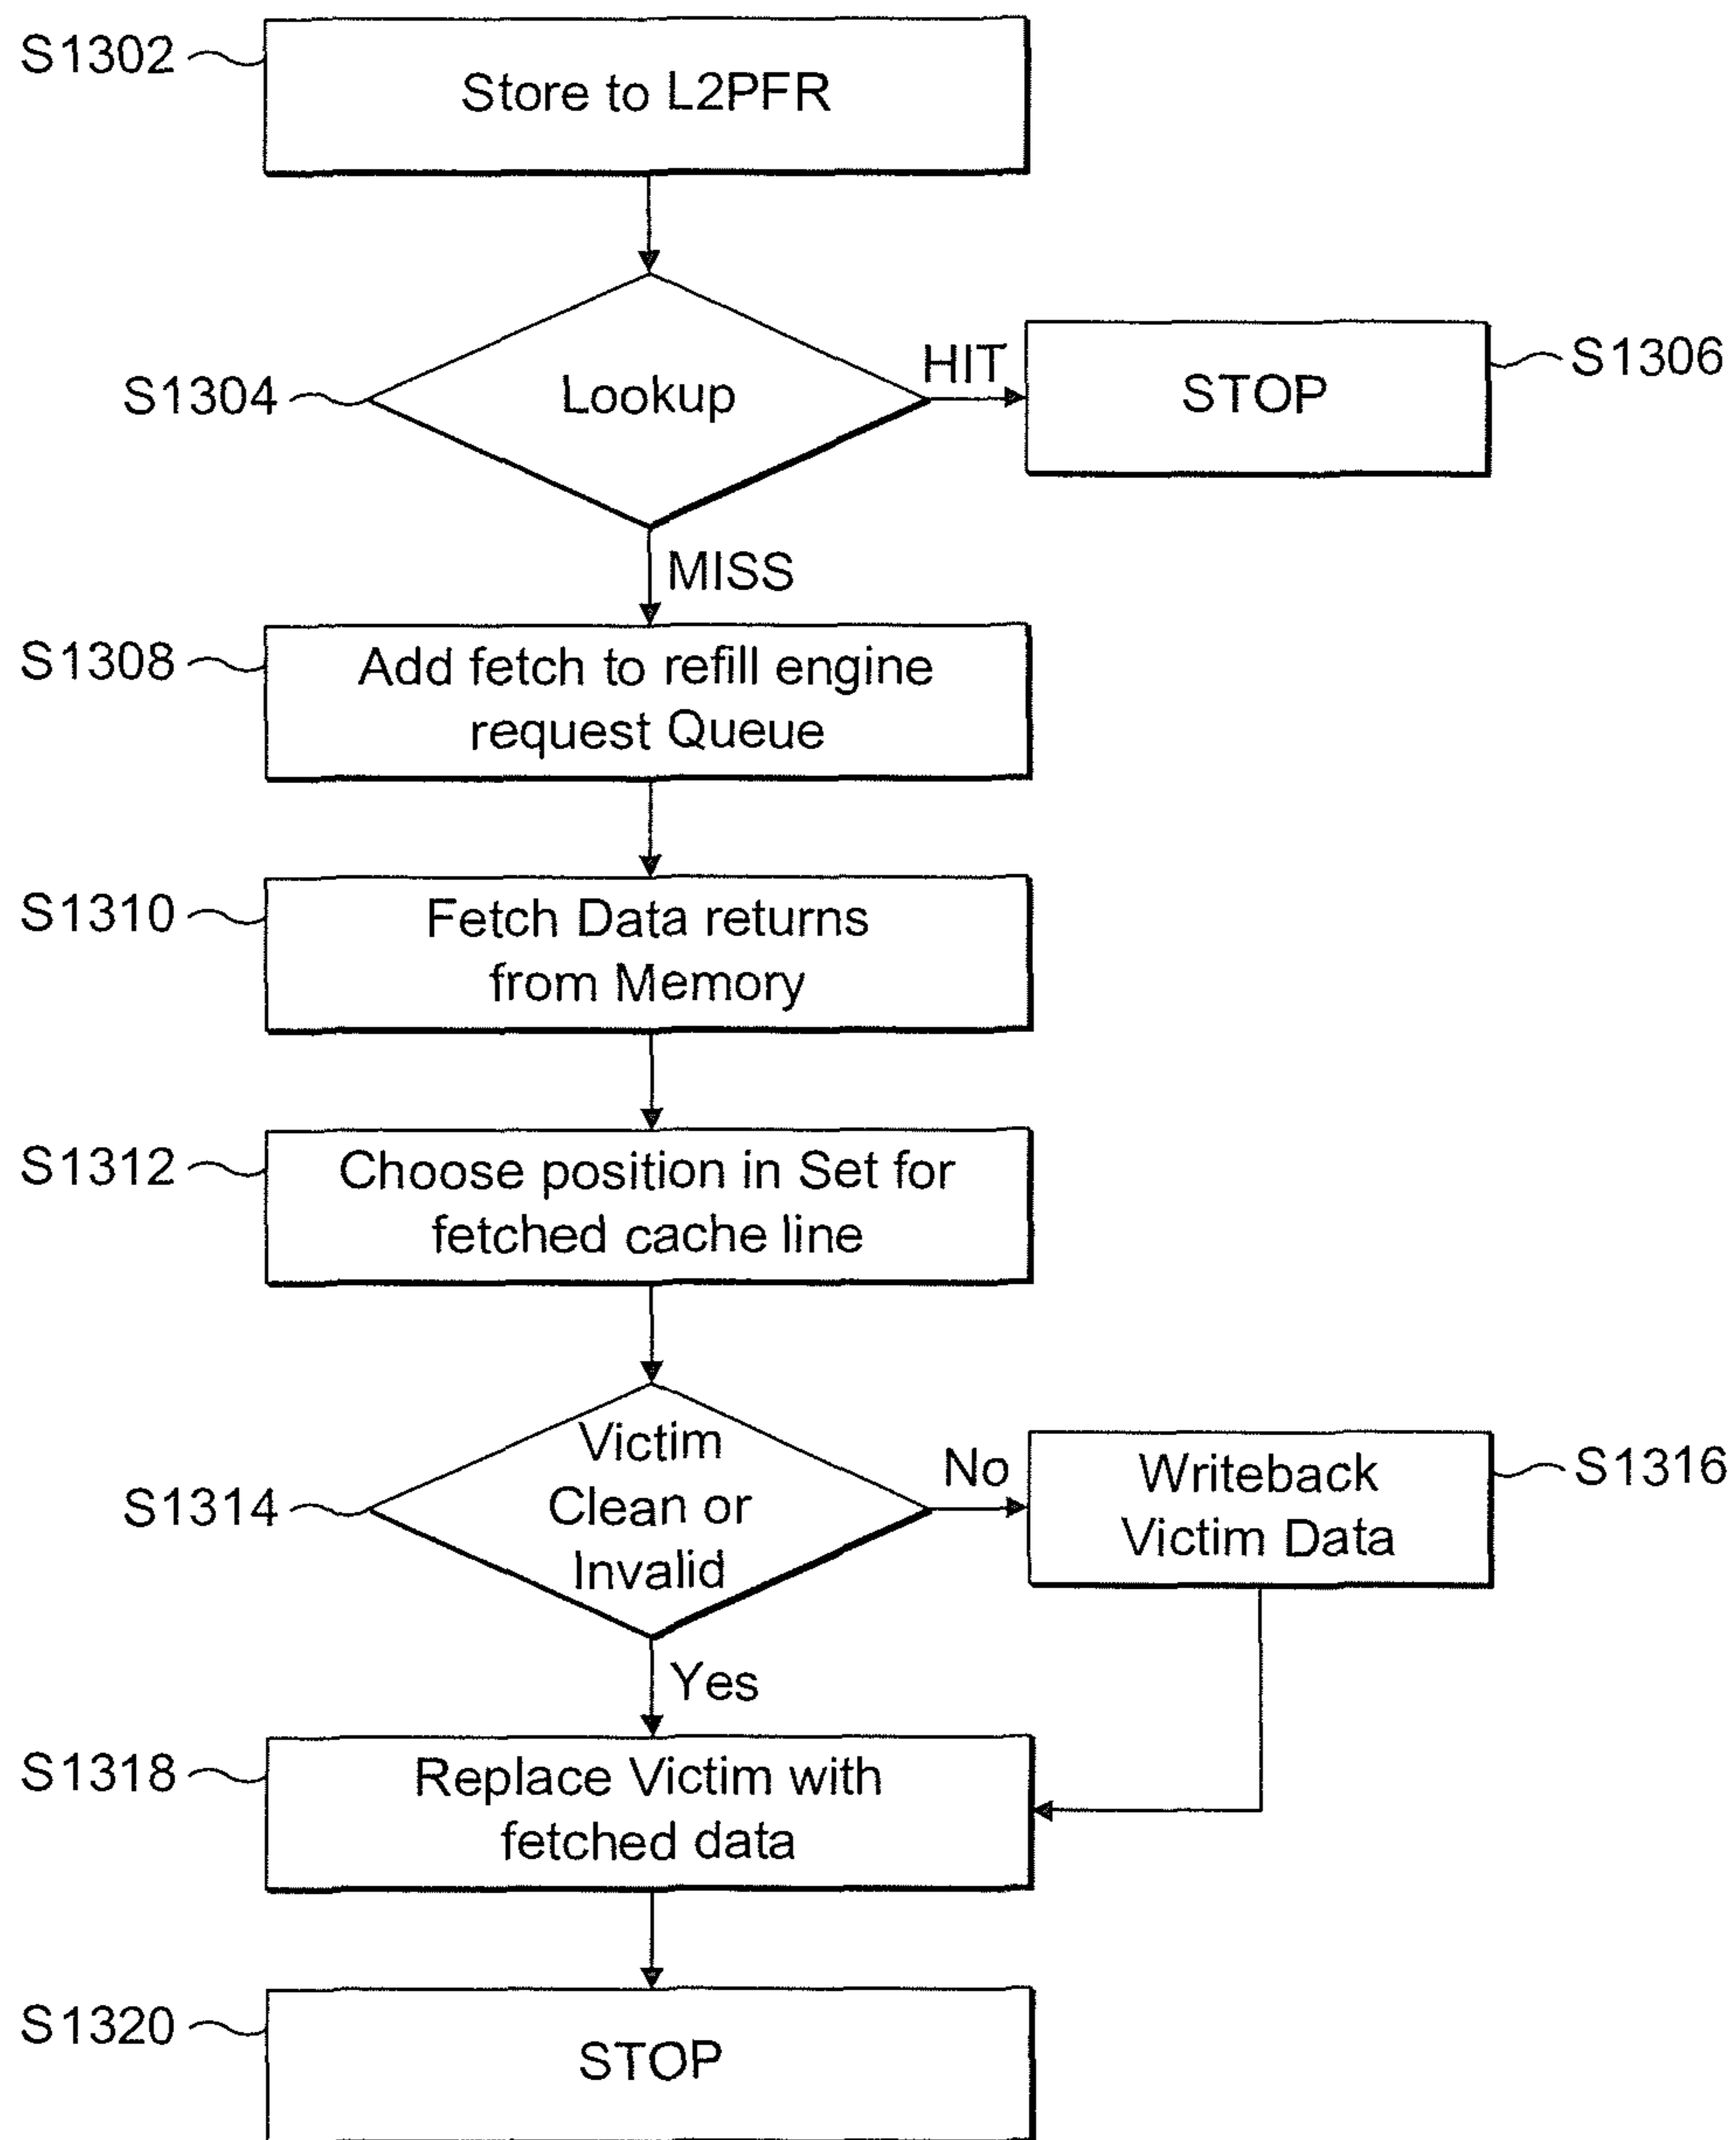 S1302
Store to L2PFR
S1304
Lookup
HIT
STOP
S1306
MISS
S1308
Add fetch to refill engine
request Queue
S1310
Fetch Data returns
from Memory
S1312
Choose position in Set for
fetched cache line
S1314
Victim
Clean or
Invalid
No
Writeback
Victim Data
S1316
Yes
S1318
Replace Victim with
fetched data
S1320
STOP